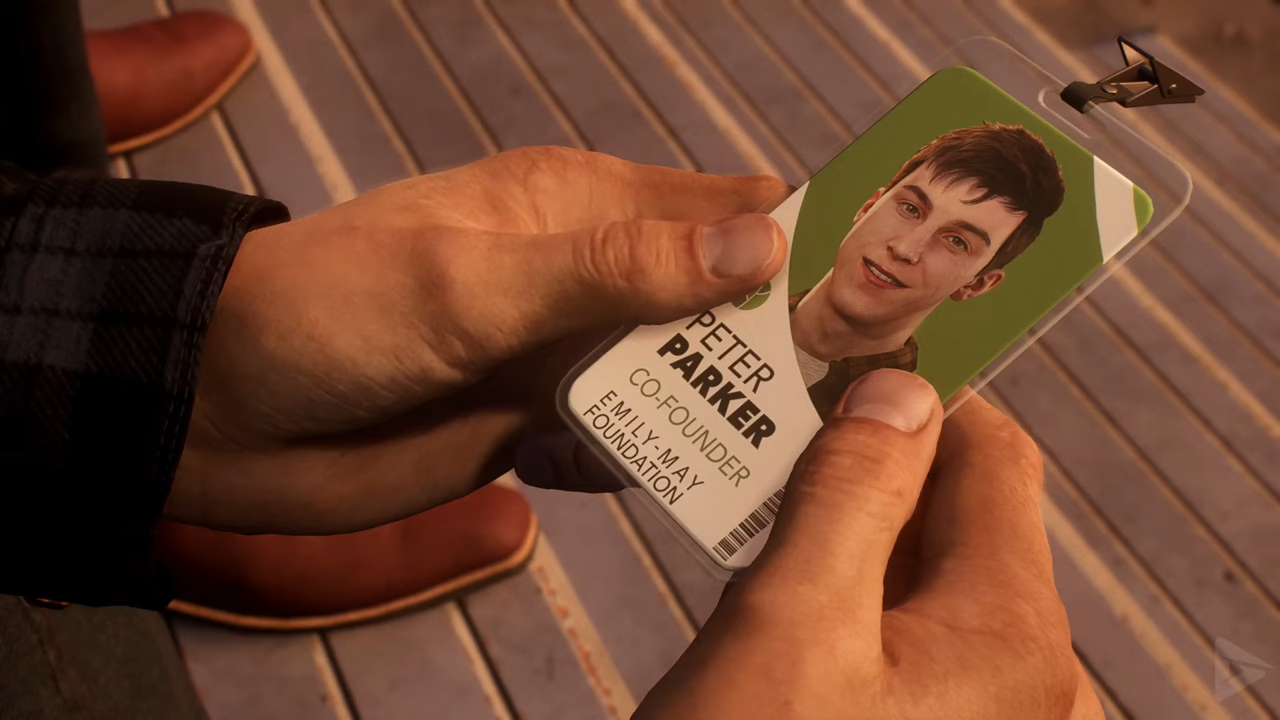 PETER
PARKER
CO-FOUNDER
EMILY-MAY
FOUNDATION